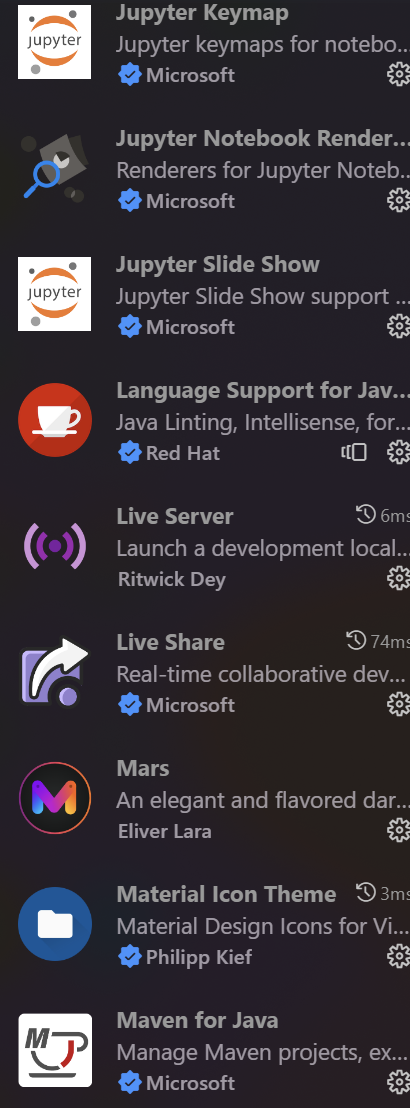 Jupyter Keymap
jupyter
Jupyter keymaps for notebo...
Microsoft
Jupyter Notebook Render...
Renderers for Jupyter Noteb...
Microsoft
Jupyter Slide Show
jupyter
Jupyter Slide Show support ...
Microsoft
Language Support for Jav...
Java Linting, Intellisense, for...
Red Hat
Live Server 6ms
Launch a development local...
Ritwick Dey
Live Share 74ms
Real-time collaborative dev...
Microsoft
Mars
M
An elegant and flavored dar...
Eliver Lara
Material Icon Theme 3ms
Material Design Icons for Vi...
Philipp Kief
Maven for Java
M
Manage Maven projects, ex...
Microsoft